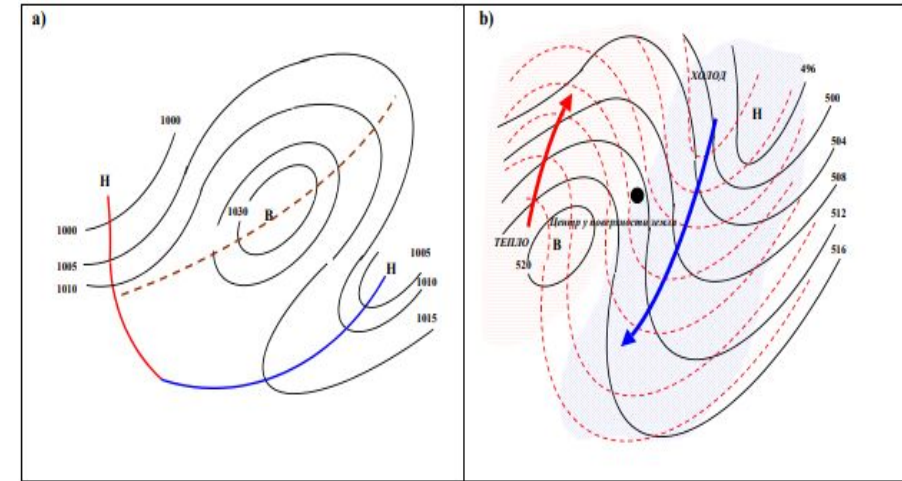 a)
1000
Н
1030
В
1000
1005
1010
Н
1005
1010
1015
b)
ХОЛОД
496
Н
500
504
508
Центр у поверхности земли
512
ТЕПЛО
В
516
520